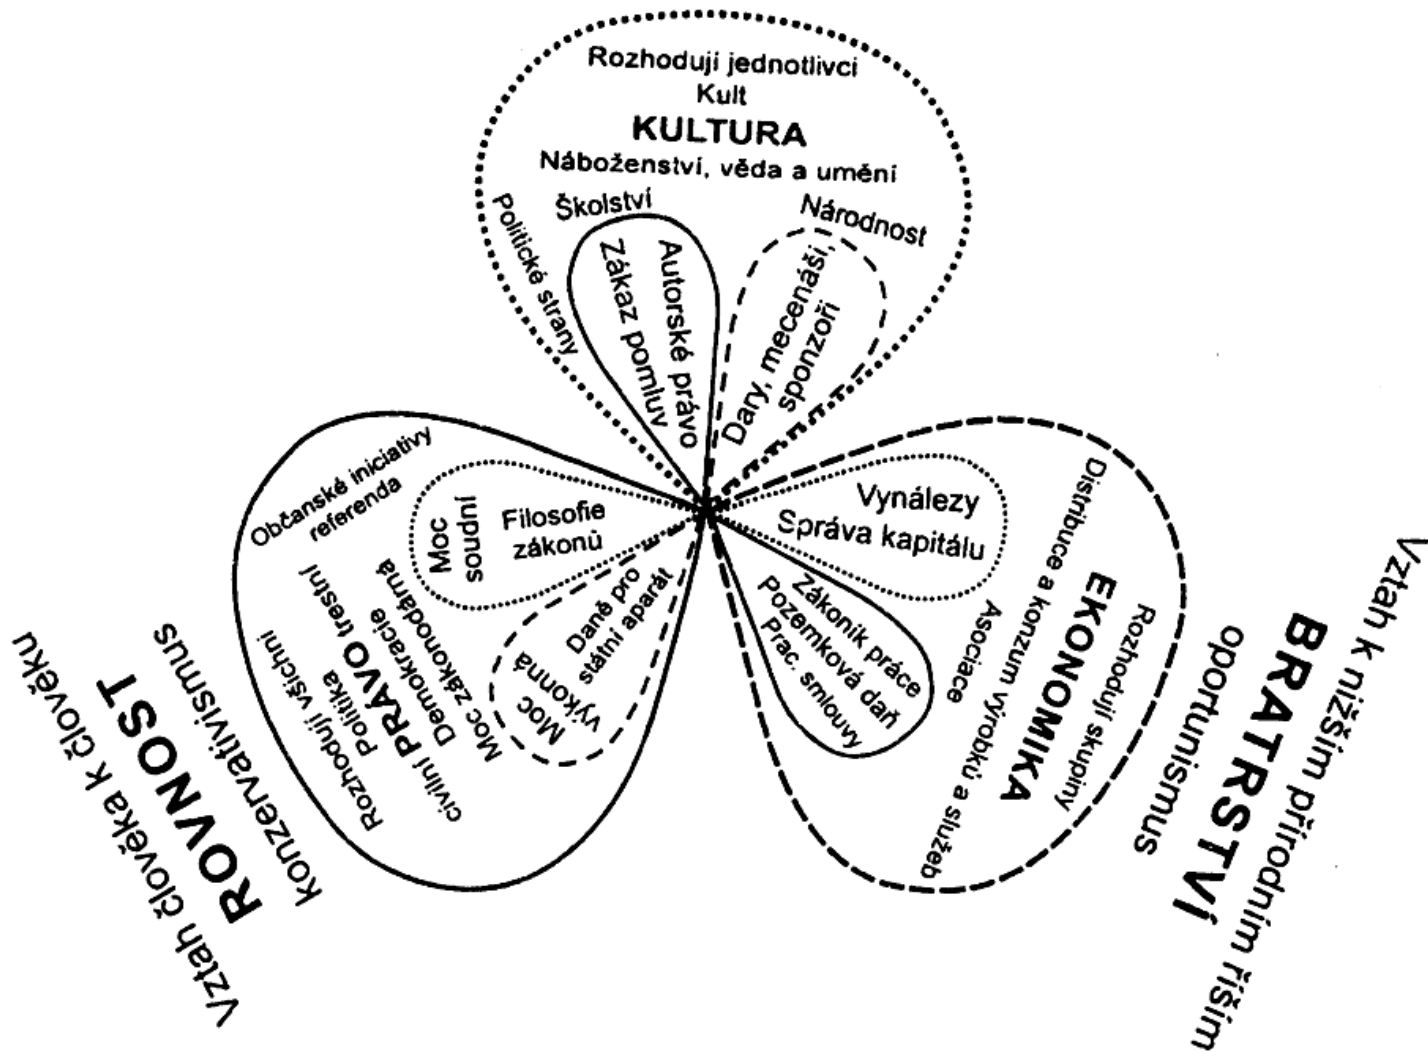 Rozhodují jednotlivci
Kult
KULTURA
Náboženství, věda a umění
Školství
Národnost
Politické strany
Autorské právo
Zákaz pomluv
Dary, mecenáši,
sponzoři
Občanské iniciativy
referenda
Moc
soudní
Filosofie
zákonů
Daně pro
státní aparát
Moc
výkonná
Moc zákonodárná
Demokracie
civilní PRÁVO trestní
Politika
Rozhodují všichni
konzervativismus
ROVNOST
Vztah člověka k člověku
Vynálezy
Správa kapitálu
Zákoník práce
Pozemková daň
Prac. smlouvy
Asociace
Distribuce a konzum výrobků a služeb
EKONOMIKA
Rozhodují skupiny
oportunismus
BRATRSTVÍ
Vztah k nižším přírodním říším